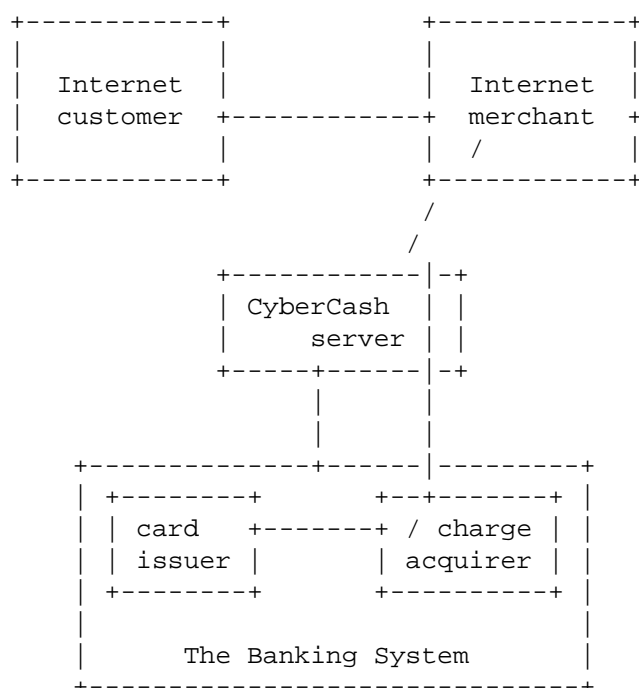 Internet Internet
customer merchant
CyberCash
server
card charge
issuer acquirer
The Banking System